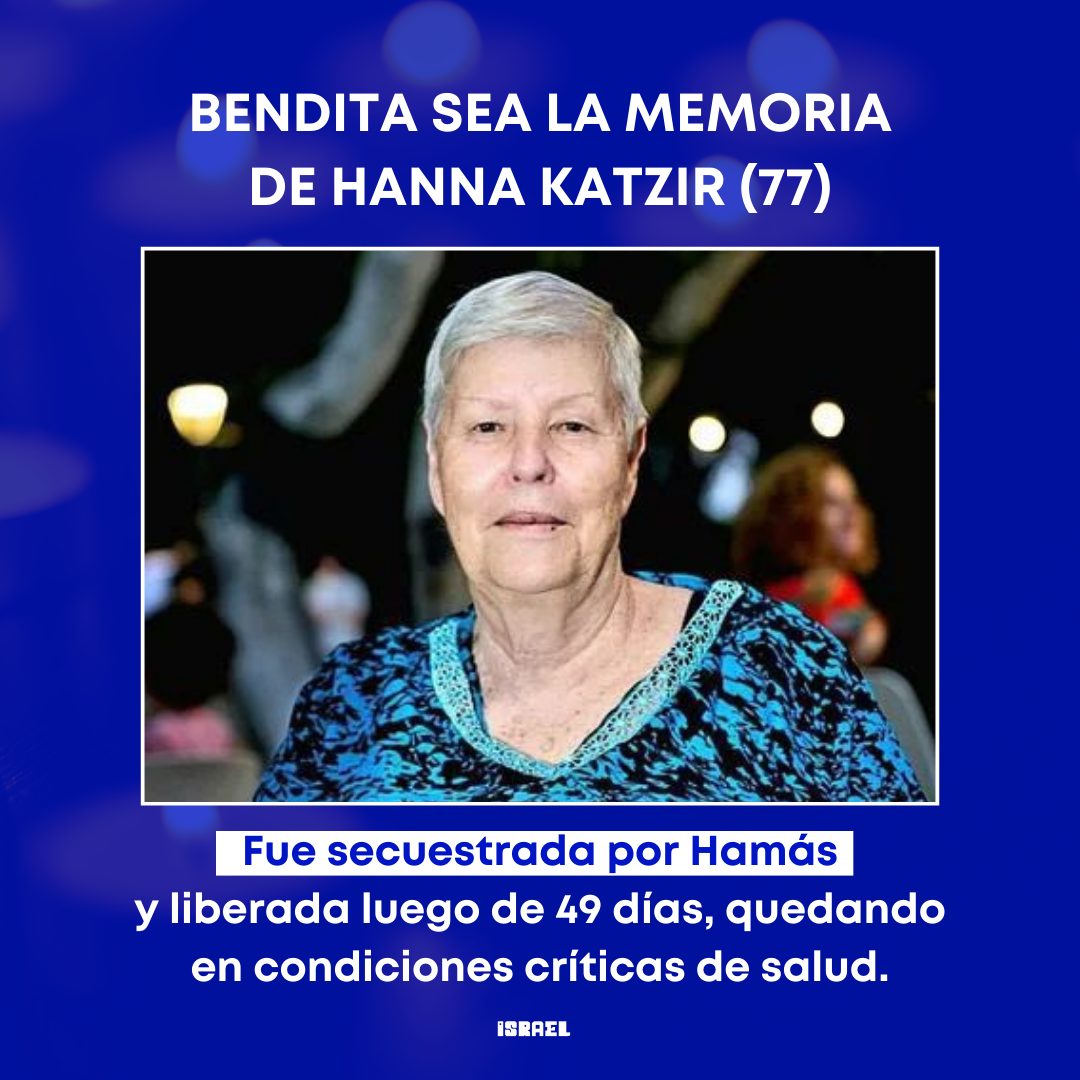 BENDITA SEA LA MEMORIA
DE HANNA KATZIR (77)
Fue secuestrada por Hamás
y liberada luego de 49 días, quedando
en condiciones críticas de salud.
ISRAEL